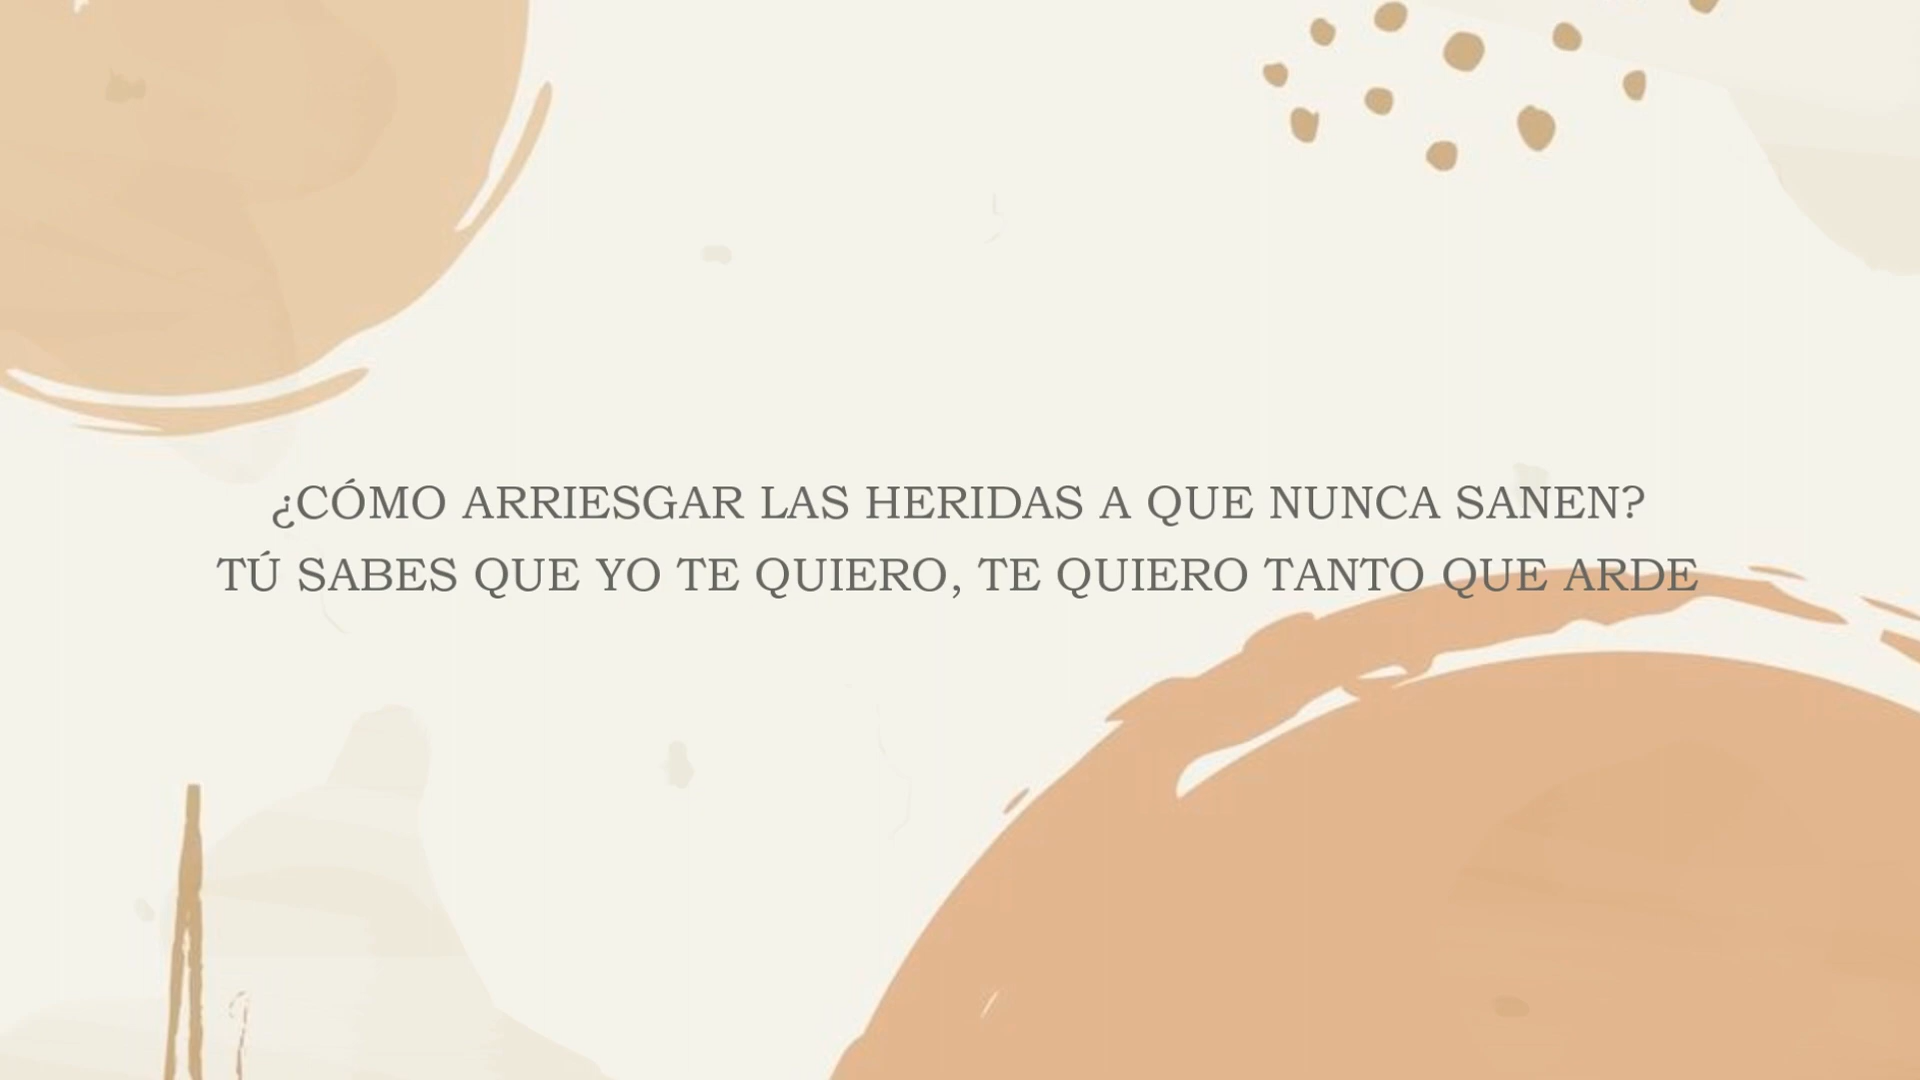 ¿CÓMO ARRIESGAR LAS HERIDAS A QUE NUNCA SANEN?
TÚ SABES QUE YO TE QUIERO, TE QUIERO TANTO QUE ARDE